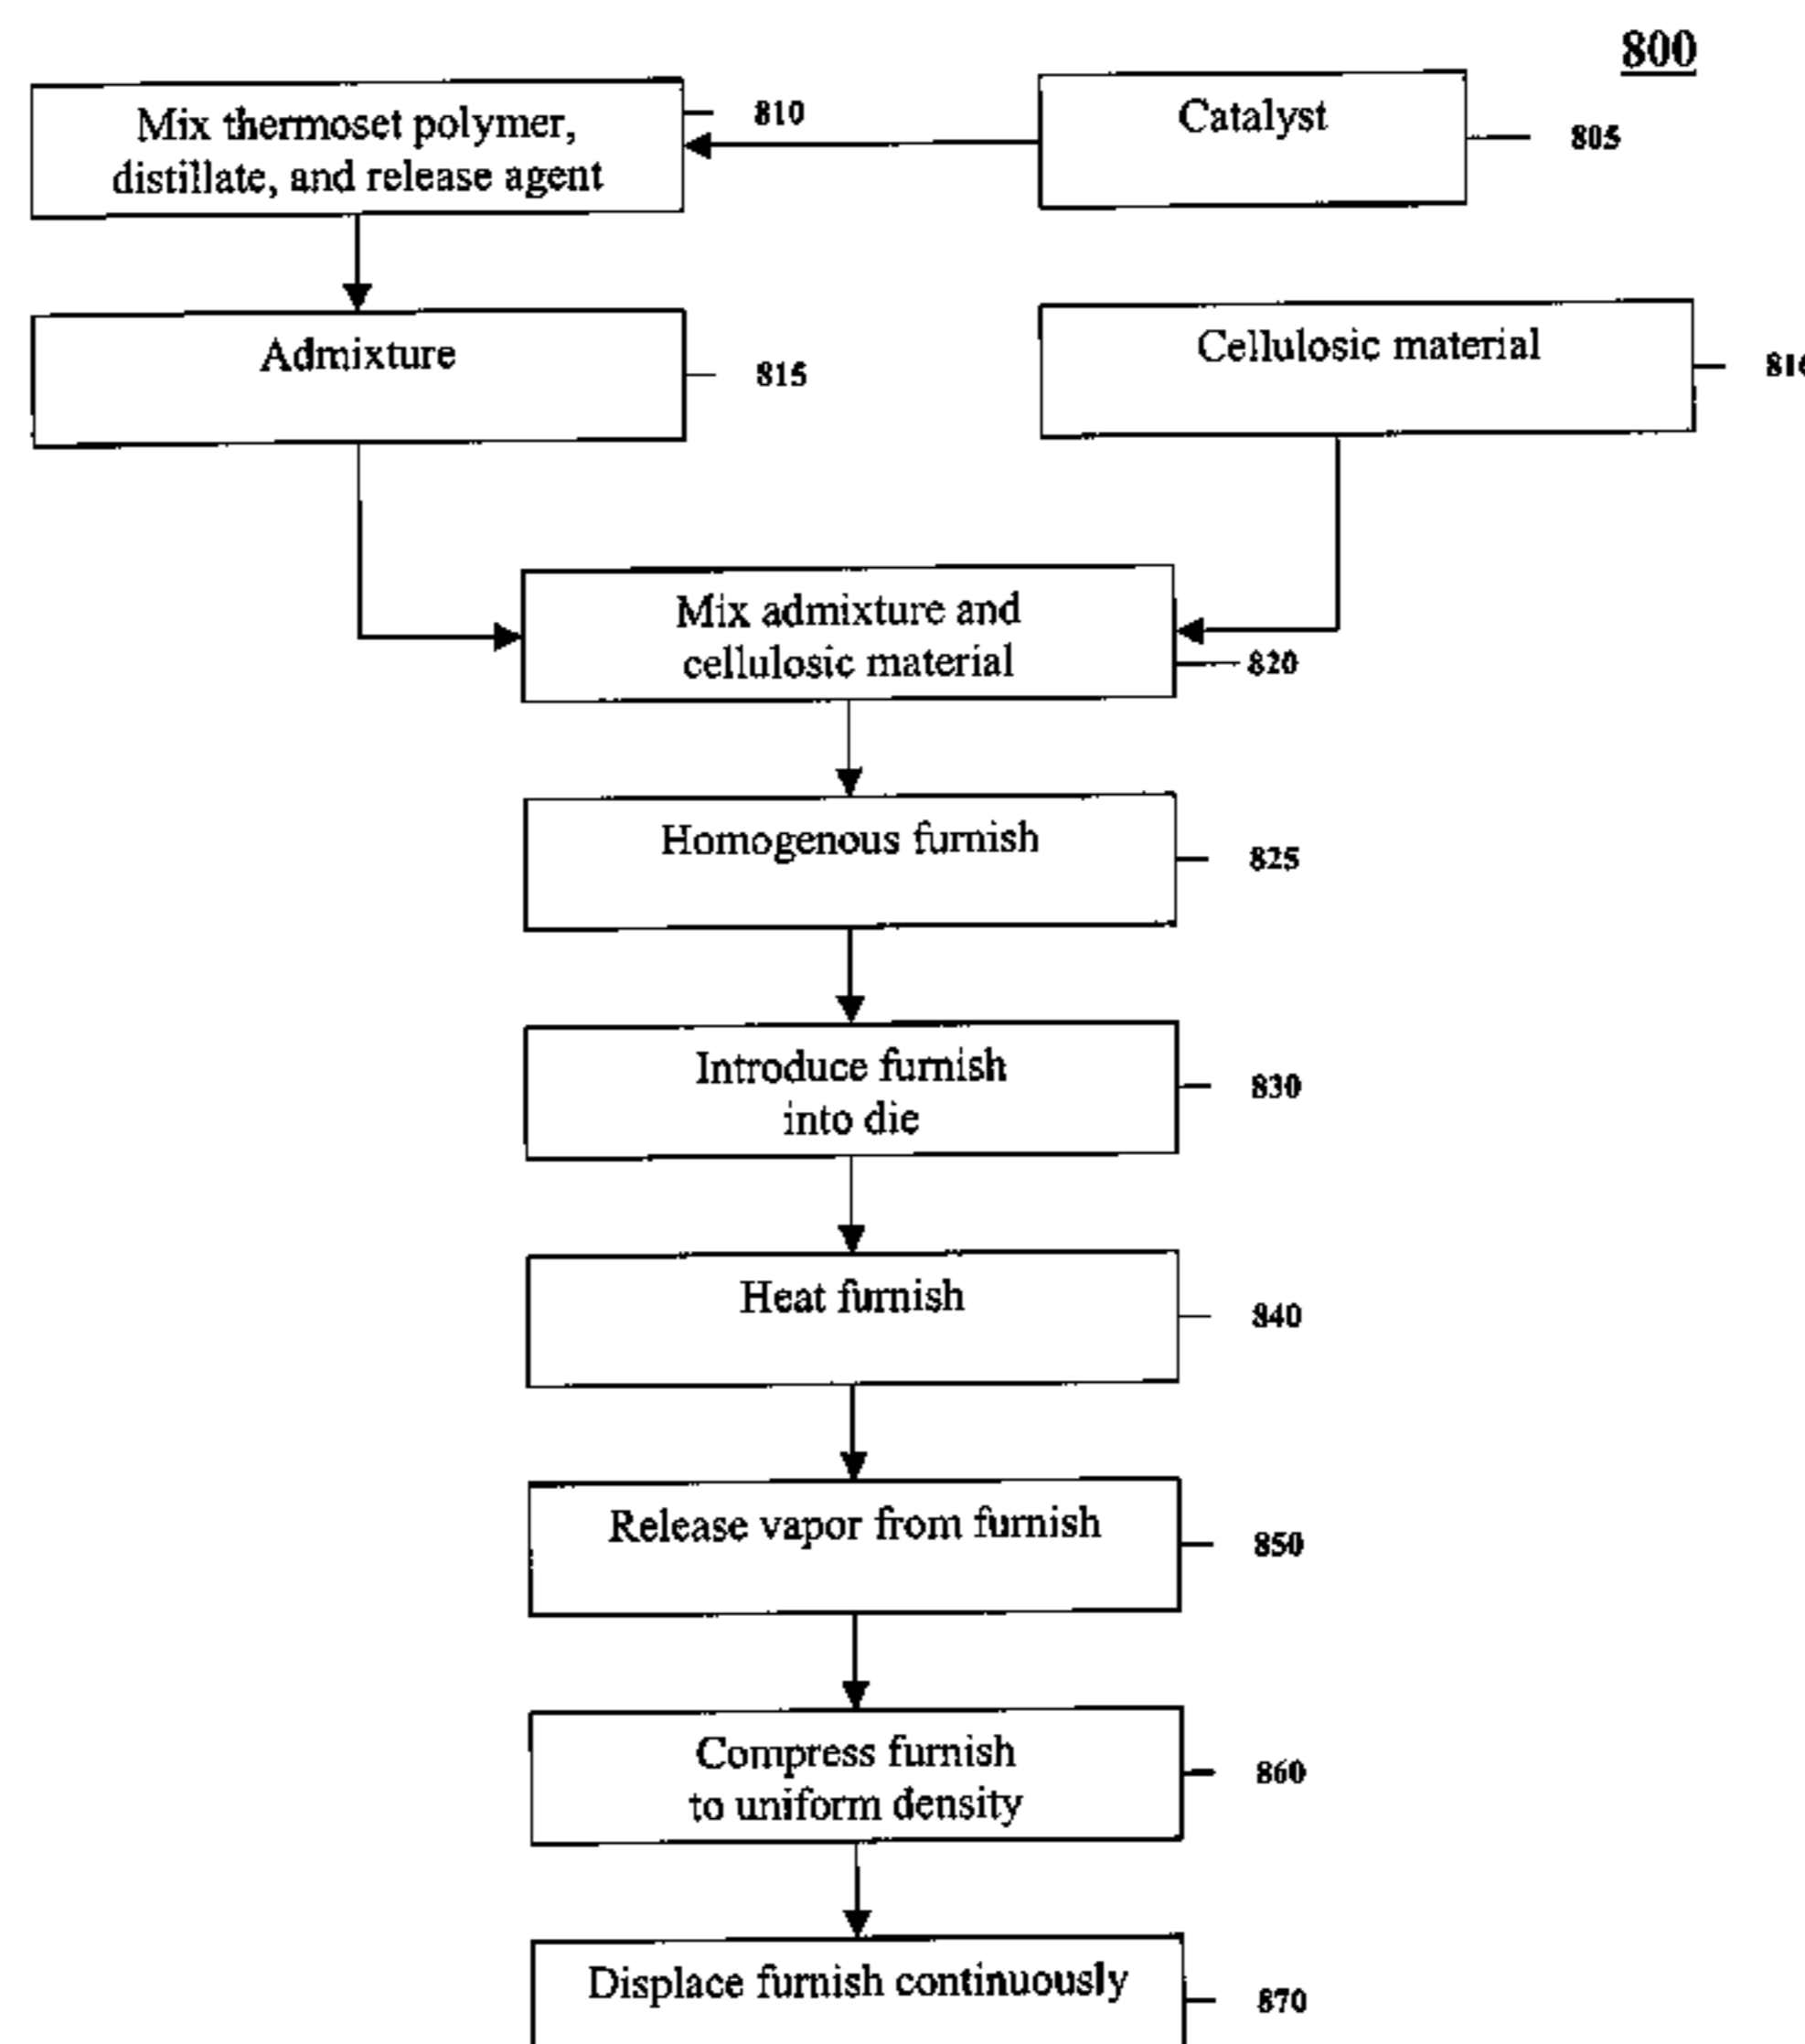 800
Mix thermoset polymer,
distillate, and release agent
810
Catalyst
805
Admixture
815
Cellulosic material
Mix admixture and
cellulosic material
820
Homogenous furnish
825
Introduce furnish
into die
830
Heat furnish
840
Release vapor from furnish
850
Compress furnish
to uniform density
860
Displace furnish continuously
870